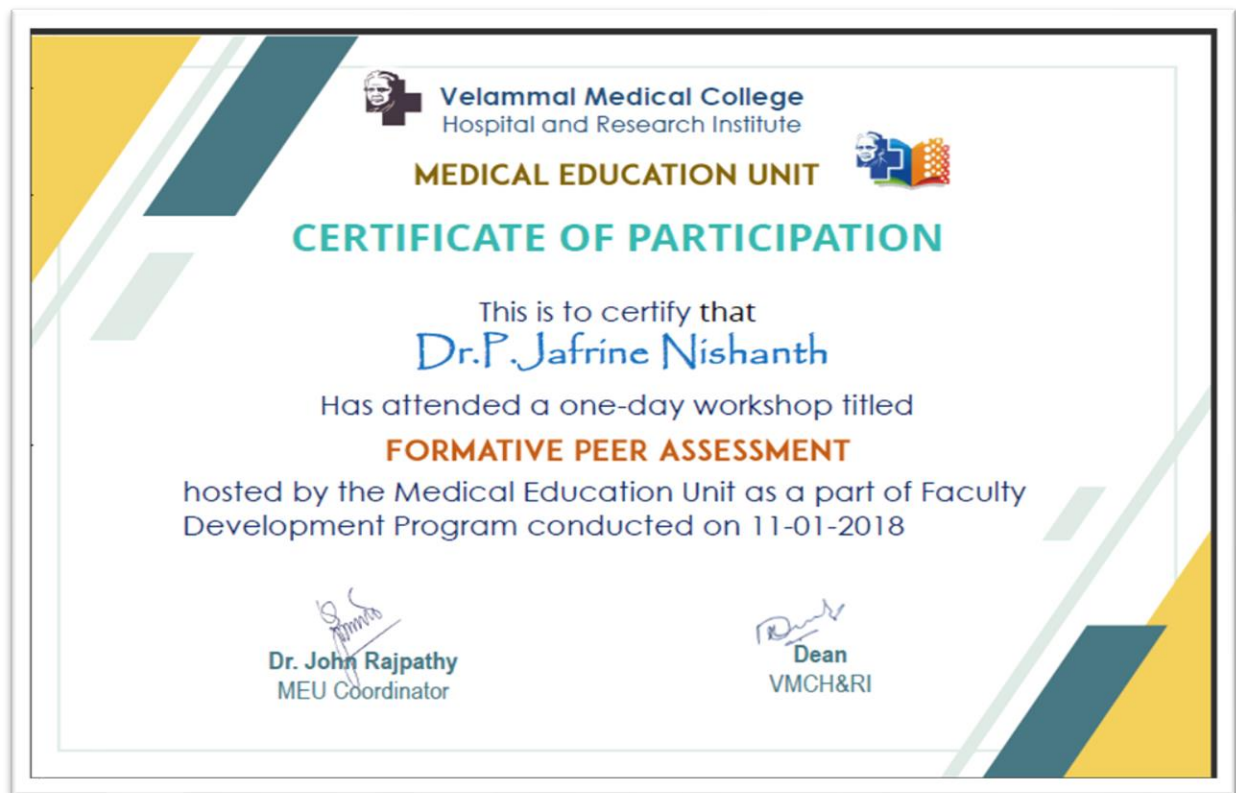 Velammal Medical College
Hospital and Research Institute
MEDICAL EDUCATION UNIT
CERTIFICATE OF PARTICIPATION
This is to certify that
Dr.P.Jafrine Nishanth
Has attended a one-day workshop titled
FORMATIVE PEER ASSESSMENT
hosted by the Medical Education Unit as a part of Faculty
Development Program conducted on 11-01-2018
Dr. John Rajpathy
MEU Coordinator
Dean
VMCH&RI